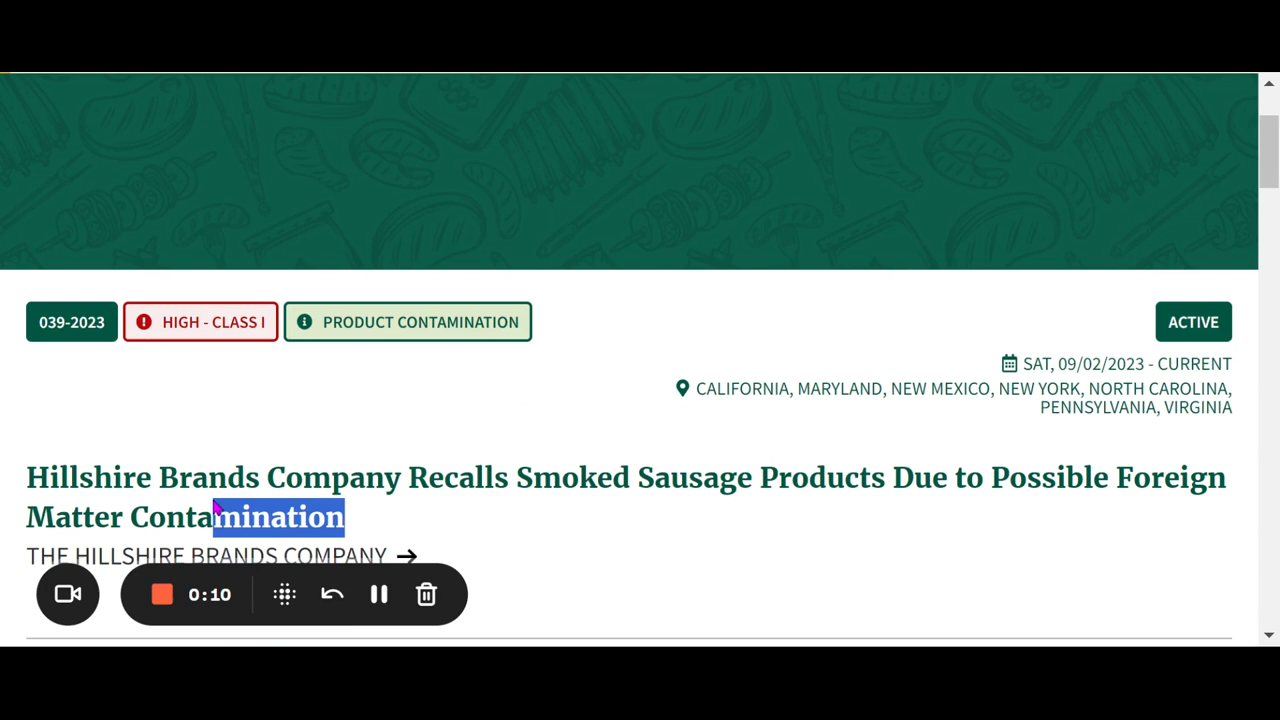 039-2023 HIGH - CLASS I PRODUCT CONTAMINATION ACTIVE
SAT, 09/02/2023 - CURRENT
CALIFORNIA, MARYLAND, NEW MEXICO, NEW YORK, NORTH CAROLINA,
PENNSYLVANIA, VIRGINIA
Hillshire Brands Company Recalls Smoked Sausage Products Due to Possible Foreign
Matter Contamination
THE HILLSHIRE BRANDS COMPANY
0:10